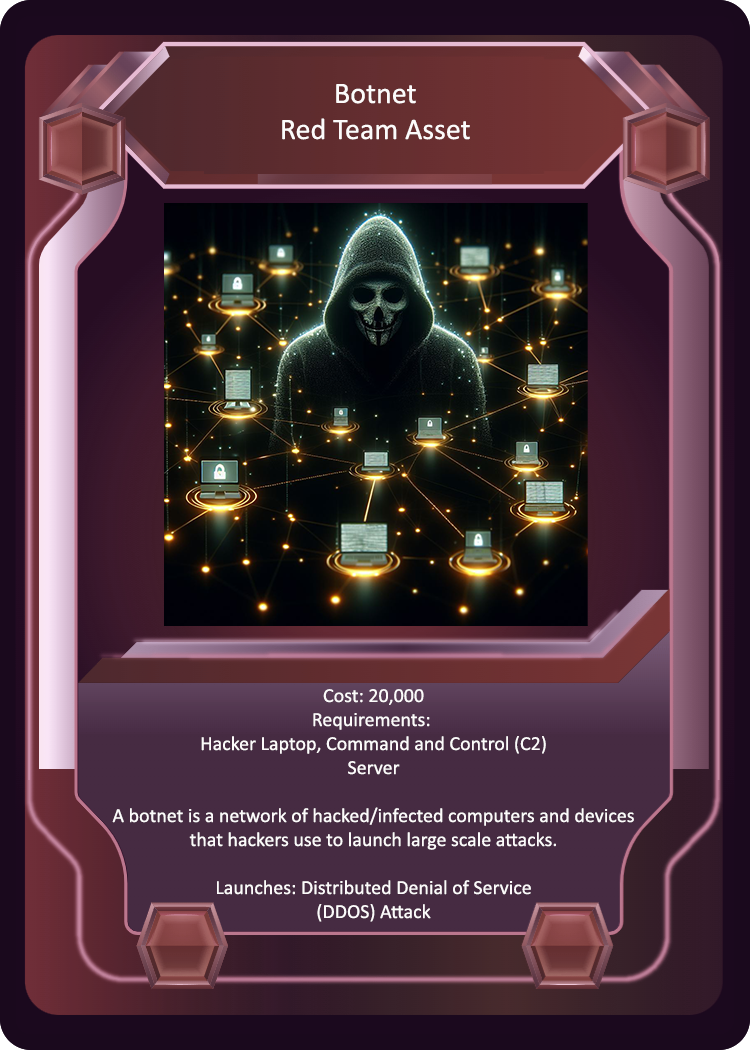 Botnet
Red Team Asset
Cost: 20,000
Requirements:
Hacker Laptop, Command and Control (C2)
Server
A botnet is a network of hacked/infected computers and devices
that hackers use to launch large scale attacks.
Launches: Distributed Denial of Service
(DDOS) Attack